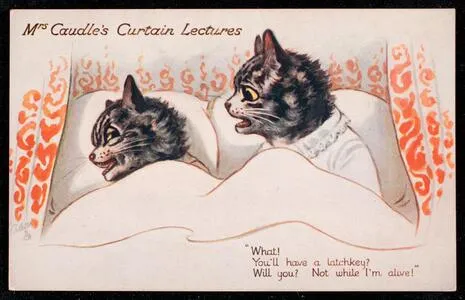 Mrs Caudle's Curtain Lectures
"What!
You'll have a latchkey?
Will you? Not while I'm alive!"